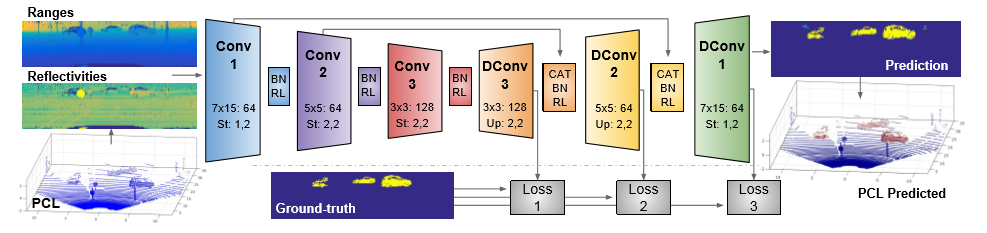 Ranges
Reflectivities
PCL
Conv
1
7x15: 64
St: 1,2
BN
RL
Conv
2
5x5: 64
St: 2,2
BN
RL
Conv
3
3x3: 128
St: 2,2
BN
RL
DConv
3
3x3: 128
Up: 2,2
CAT
BN
RL
DConv
2
5x5: 64
Up: 2,2
CAT
BN
RL
DConv
1
7x15: 64
St: 1,2
Prediction
PCL Predicted
Ground-truth
Loss
1
Loss
2
Loss
3